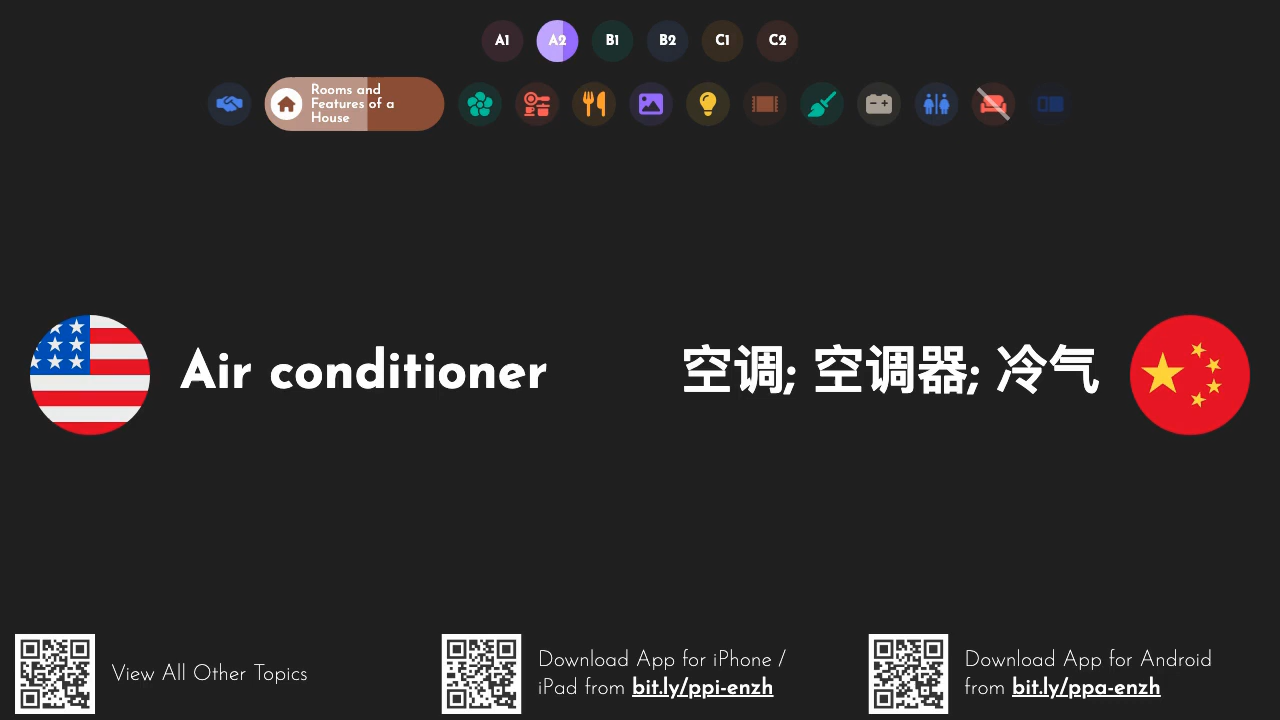 A1 A2 B1 B2 C1 C2
Rooms and
Features of a
House
Air conditioner
空调; 空调器; 冷气
View All Other Topics
Download App for iPhone /
iPad from bit.ly/ppi-enzh
Download App for Android
from bit.ly/ppa-enzh